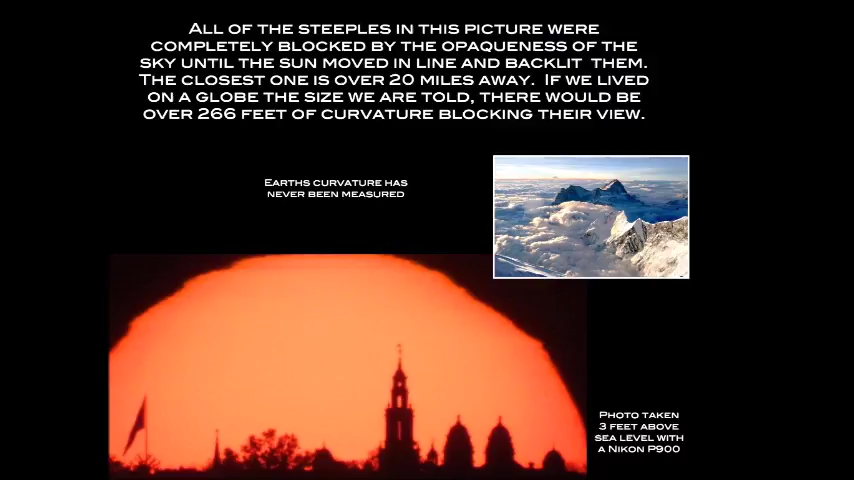 ALL OF THE STEEPLES IN THIS PICTURE WERE
COMPLETELY BLOCKED BY THE OPAQUENESS OF THE
SKY UNTIL THE SUN MOVED IN LINE AND BACKLIT THEM.
THE CLOSEST ONE IS OVER 20 MILES AWAY. IF WE LIVED
ON A GLOBE THE SIZE WE ARE TOLD, THERE WOULD BE
OVER 266 FEET OF CURVATURE BLOCKING THEIR VIEW.
EARTHS CURVATURE HAS
NEVER BEEN MEASURED
PHOTO TAKEN
3 FEET ABOVE
SEA LEVEL WITH
A NIKON P900